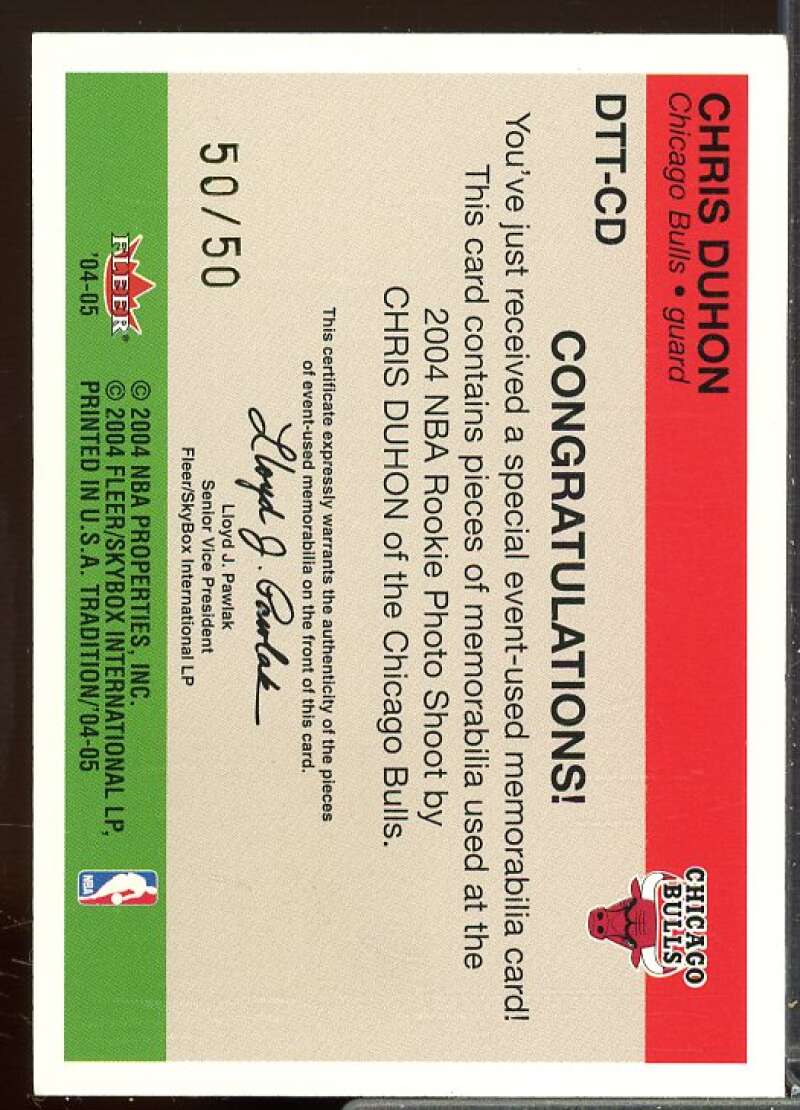 CHRIS DUHON
Chicago Bulls • guard
CHICAGO
BULLS
DTT-CD
CONGRATULATIONS!
You've just received a special event-used memorabilia card!
This card contains pieces of memorabilia used at the
2004 NBA Rookie Photo Shoot by
CHRIS DUHON of the Chicago Bulls.
This certificate expressly warrants the authenticity of the pieces
of event-used memorabilia on the front of this card.
Lloyd J. Pawlak
Lloyd J. Pawlak
Senior Vice President
Fleer/SkyBox International LP
50/50
FLEER®
'04-05
© 2004 NBA PROPERTIES, INC.
© 2004 FLEER/SKYBOX INTERNATIONAL LP,
PRINTED IN U.S.A. TRADITION/'04-05
NBA